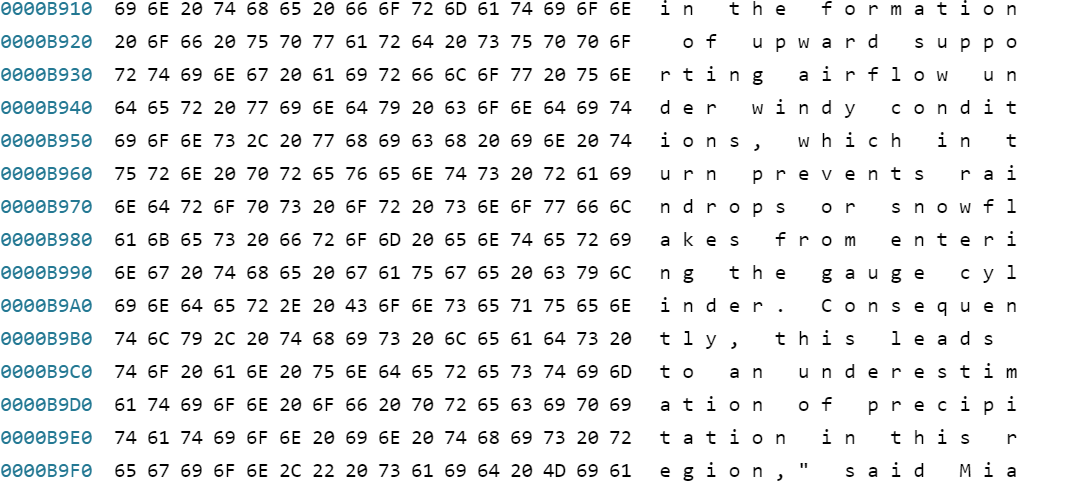 0000B910 69 6E 20 74 68 65 20 66 6F 72 6D 61 74 69 6F 6E in the formation
0000B920 20 6F 66 20 75 70 77 61 72 64 20 73 75 70 70 6F  of upward suppo
0000B930 72 74 69 6E 67 20 61 69 72 66 6C 6F 77 20 75 6E rting airflow un
0000B940 64 65 72 20 77 69 6E 64 79 20 63 6F 6E 64 69 74 der windy condit
0000B950 69 6F 6E 73 2C 20 77 68 69 63 68 20 69 6E 20 74 ions, which in t
0000B960 75 72 6E 20 70 72 65 76 65 6E 74 73 20 72 61 69 urn prevents rai
0000B970 6E 64 72 6F 70 73 20 6F 72 20 73 6E 6F 77 66 6C ndrops or snowfl
0000B980 61 6B 65 73 20 66 72 6F 6D 20 65 6E 74 65 72 69 akes from enteri
0000B990 6E 67 20 74 68 65 20 67 61 75 67 65 20 63 79 6C ng the gauge cyl
0000B9A0 69 6E 64 65 72 2E 20 43 6F 6E 73 65 71 75 65 6E inder. Consequen
0000B9B0 74 6C 79 2C 20 74 68 69 73 20 6C 65 61 64 73 20 tly, this leads 
0000B9C0 74 6F 20 61 6E 20 75 6E 64 65 72 65 73 74 69 6D to an underestim
0000B9D0 61 74 69 6F 6E 20 6F 66 20 70 72 65 63 69 70 69 ation of precipi
0000B9E0 74 61 74 69 6F 6E 20 69 6E 20 74 68 69 73 20 72 tation in this r
0000B9F0 65 67 69 6F 6E 2C 22 20 73 61 69 64 20 4D 69 61 egion," said Mia